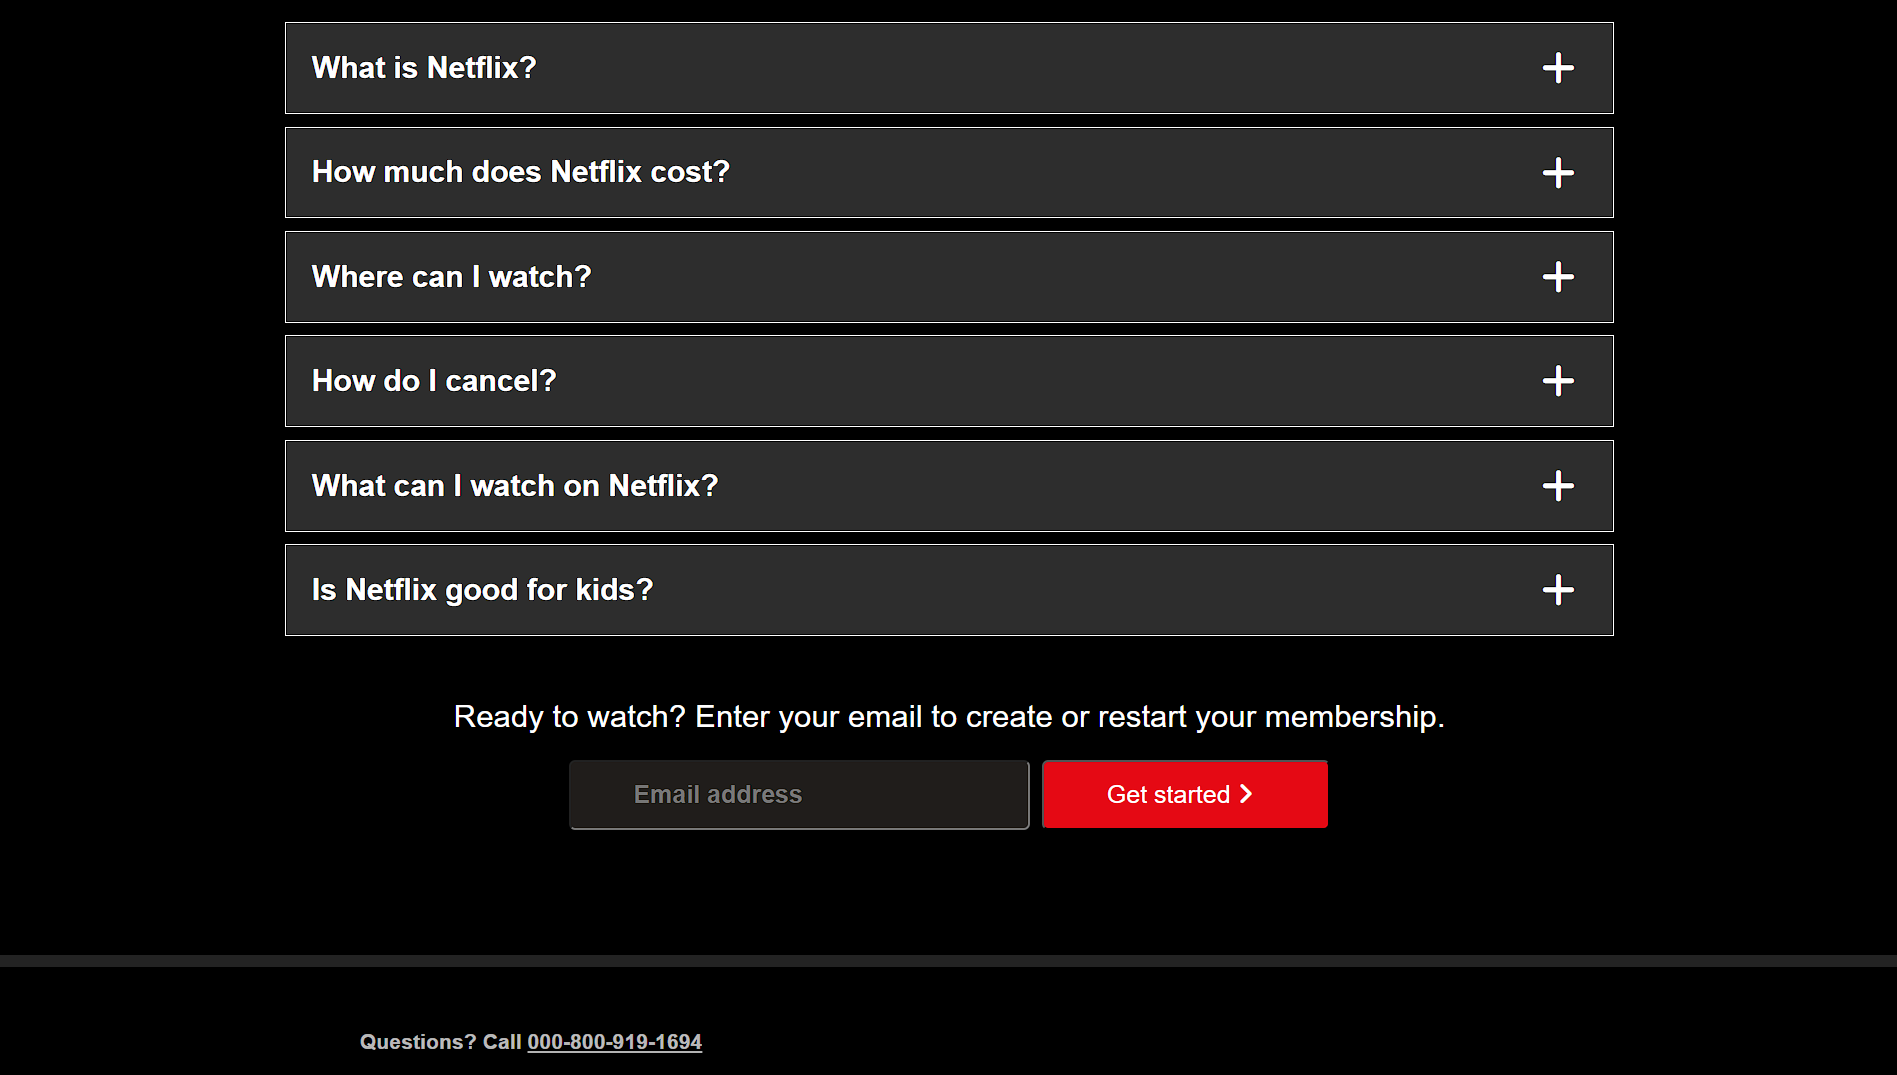 What is Netflix?
How much does Netflix cost?
Where can I watch?
How do I cancel?
What can I watch on Netflix?
Is Netflix good for kids?
Ready to watch? Enter your email to create or restart your membership.
Email address
Get started
Questions? Call 000-800-919-1694